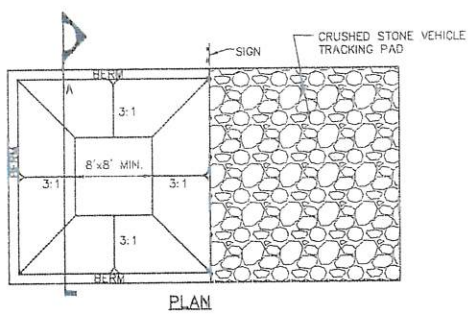 CRUSHED STONE VEHICLE
TRACKING PAD
SIGN
BERM
A
3:1
8'x8' MIN.
BERM
3:1
3:1
3:1
BERM
PLAN